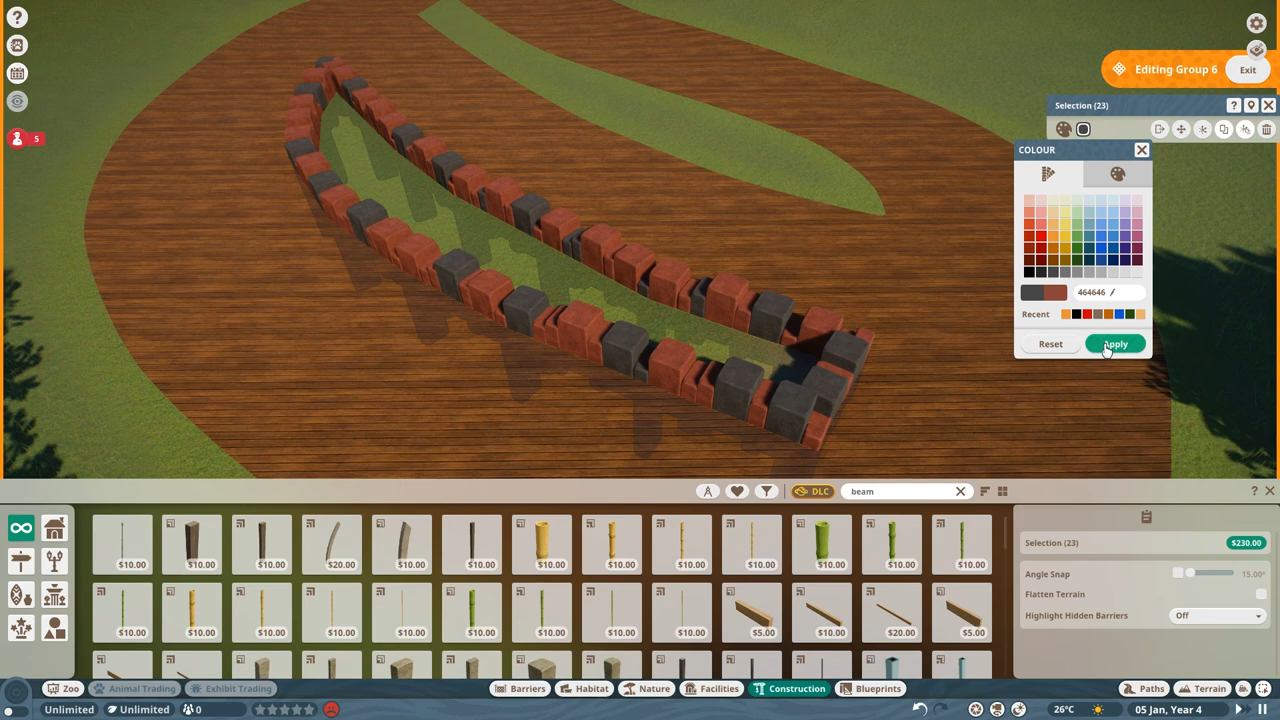 ?
Editing Group 6
Exit
Selection (23)
?
5
COLOUR
464646 /
Recent
Reset
Apply
DLC
beam
?
$10.00 $10.00 $10.00 $20.00 $10.00 $10.00 $10.00 $10.00 $10.00 $10.00 $10.00 $10.00 $10.00
$10.00 $10.00 $10.00 $10.00 $10.00 $10.00 $10.00 $10.00 $10.00 $5.00 $10.00 $20.00 $5.00
Selection (23)
$230.00
Angle Snap
15.00°
Flatten Terrain
Highlight Hidden Barriers
Off
Zoo
Animal Trading
Exhibit Trading
Barriers
Habitat
Nature
Facilities
Construction
Blueprints
Paths
Terrain
Unlimited
Unlimited
0
26°C
05 Jan, Year 4